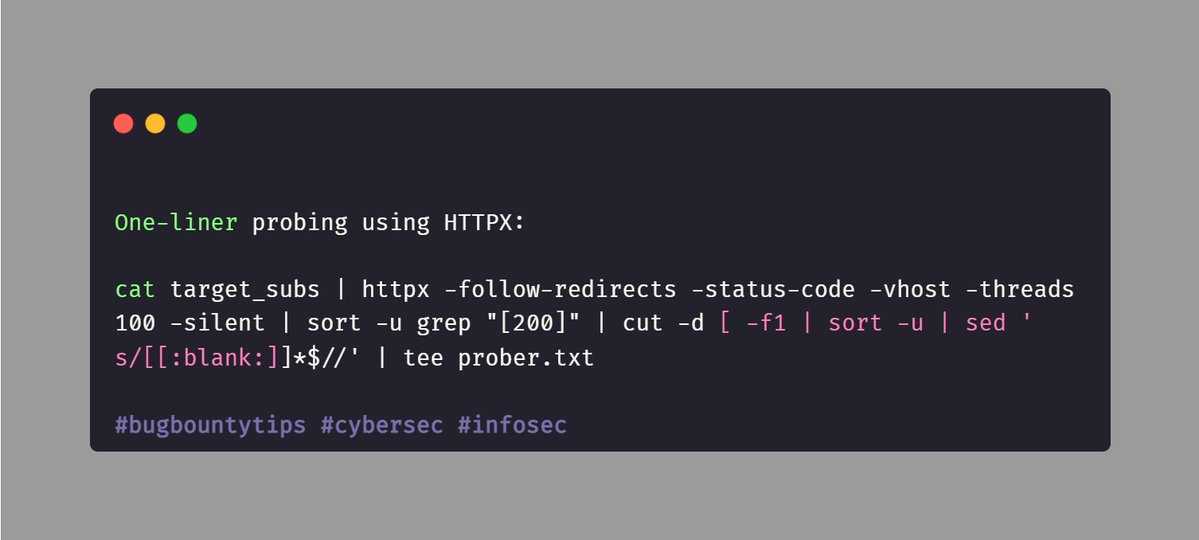 One-liner probing using HTTPX:
cat target_subs | httpx -follow-redirects -status-code -vhost -threads
100 -silent | sort -u grep "[200]" | cut -d [ -f1 | sort -u | sed '
s/[[:blank:]]*$//' | tee prober.txt
#bugbountytips #cybersec #infosec